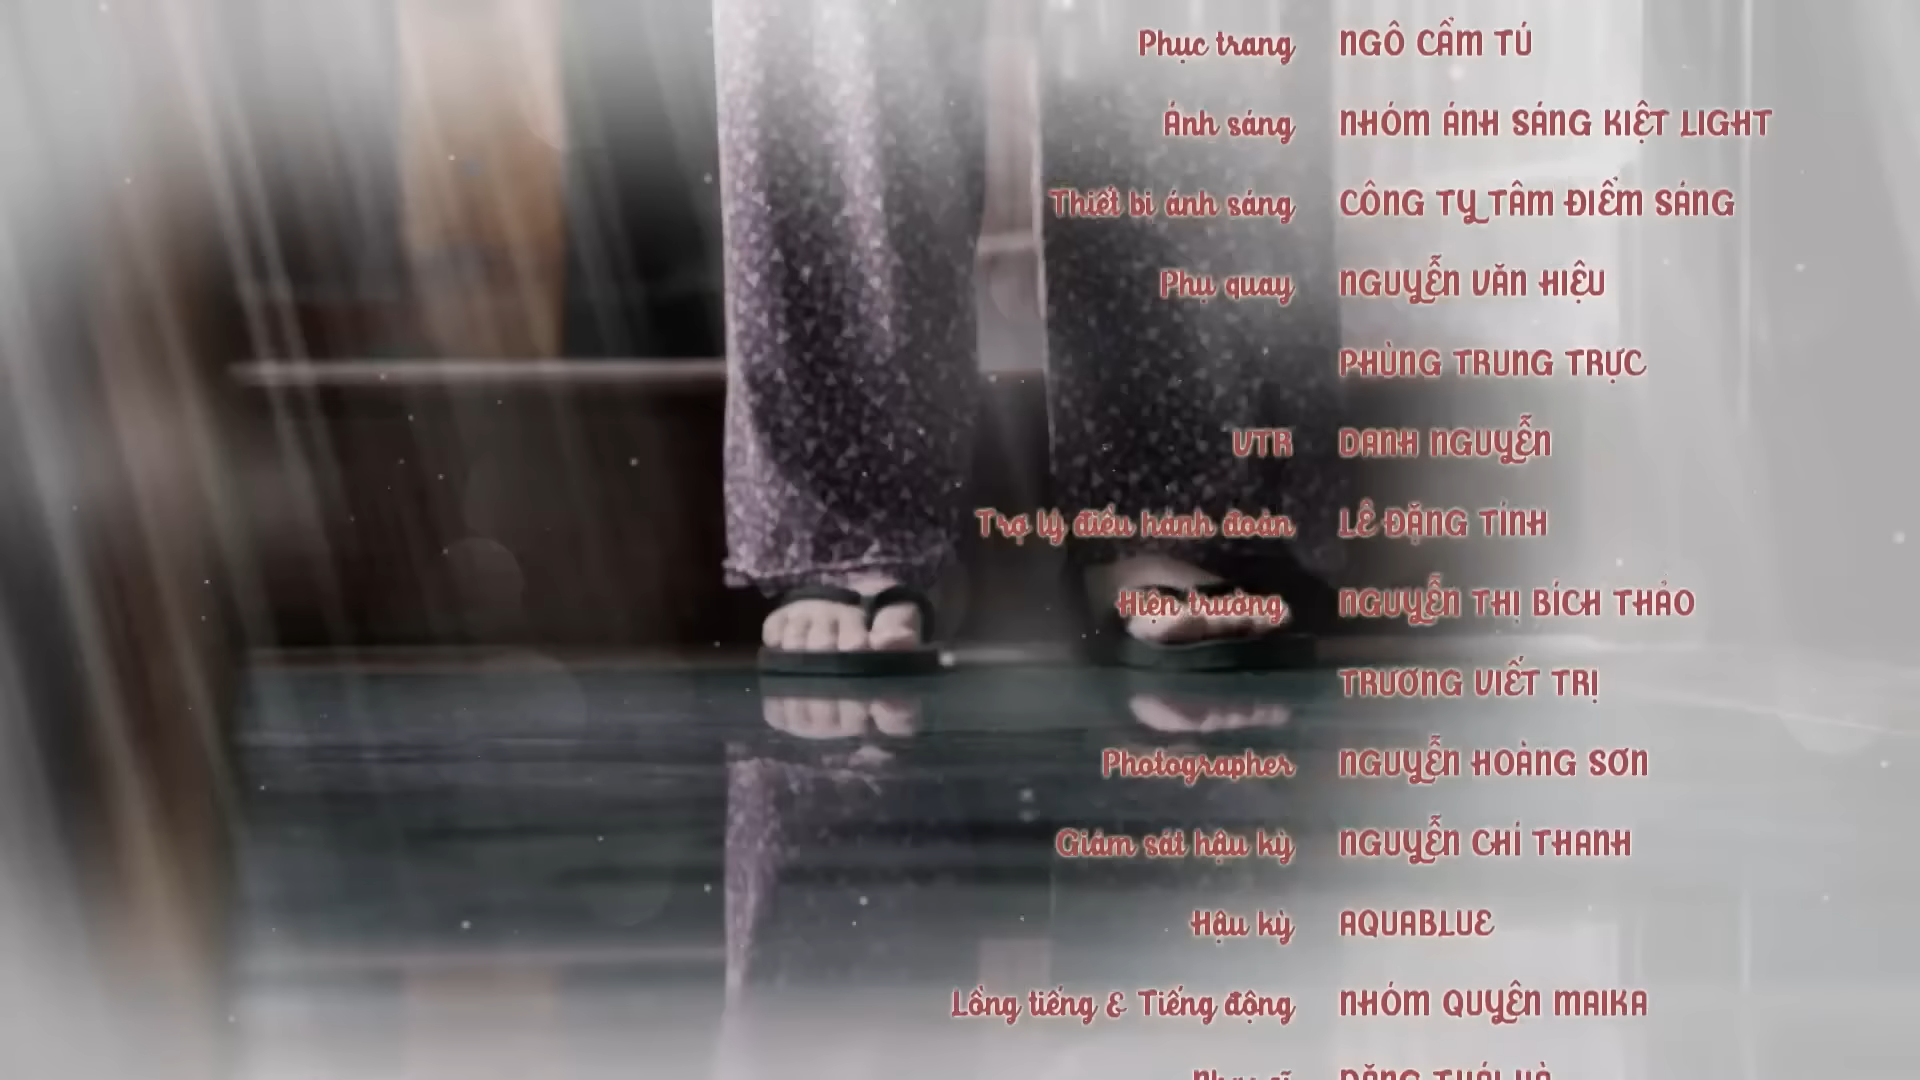 Phục trang NGÔ CẨM TÚ
Ánh sáng NHÓM ÁNH SÁNG KIỆT LIGHT
Thiết bị ánh sáng CÔNG TY TÂM ĐIỂM SÁNG
Phụ quay NGUYỄN VĂN HIỆU
PHÙNG TRUNG TRỰC
VTR DANH NGUYỄN
Trợ lý điều hành đoàn LÊ ĐẶNG TÍNH
Hiện trường NGUYỄN THỊ BÍCH THẢO
TRƯƠNG VIẾT TRỊ
Photographer NGUYỄN HOÀNG SƠN
Giám sát hậu kỳ NGUYỄN CHÍ THANH
Hậu kỳ AQUABLUE
Lồng tiếng & Tiếng động NHÓM QUYÊN MAIKA